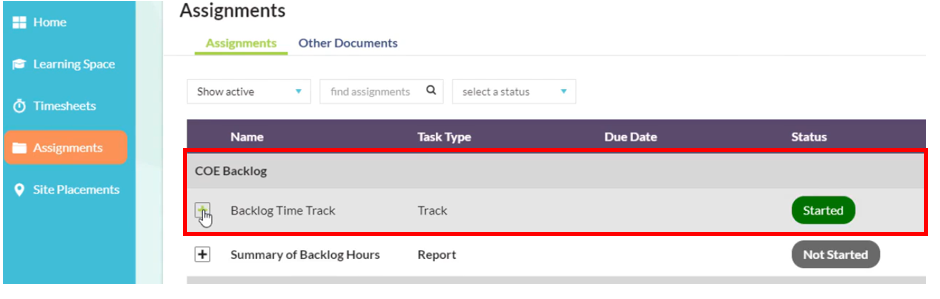 Home
Learning Space
Timesheets
Assignments
Site Placements
Assignments
Assignments Other Documents
Show active find assignments select a status
Name Task Type Due Date Status
COE Backlog
Backlog Time Track Track Started
Summary of Backlog Hours Report Not Started